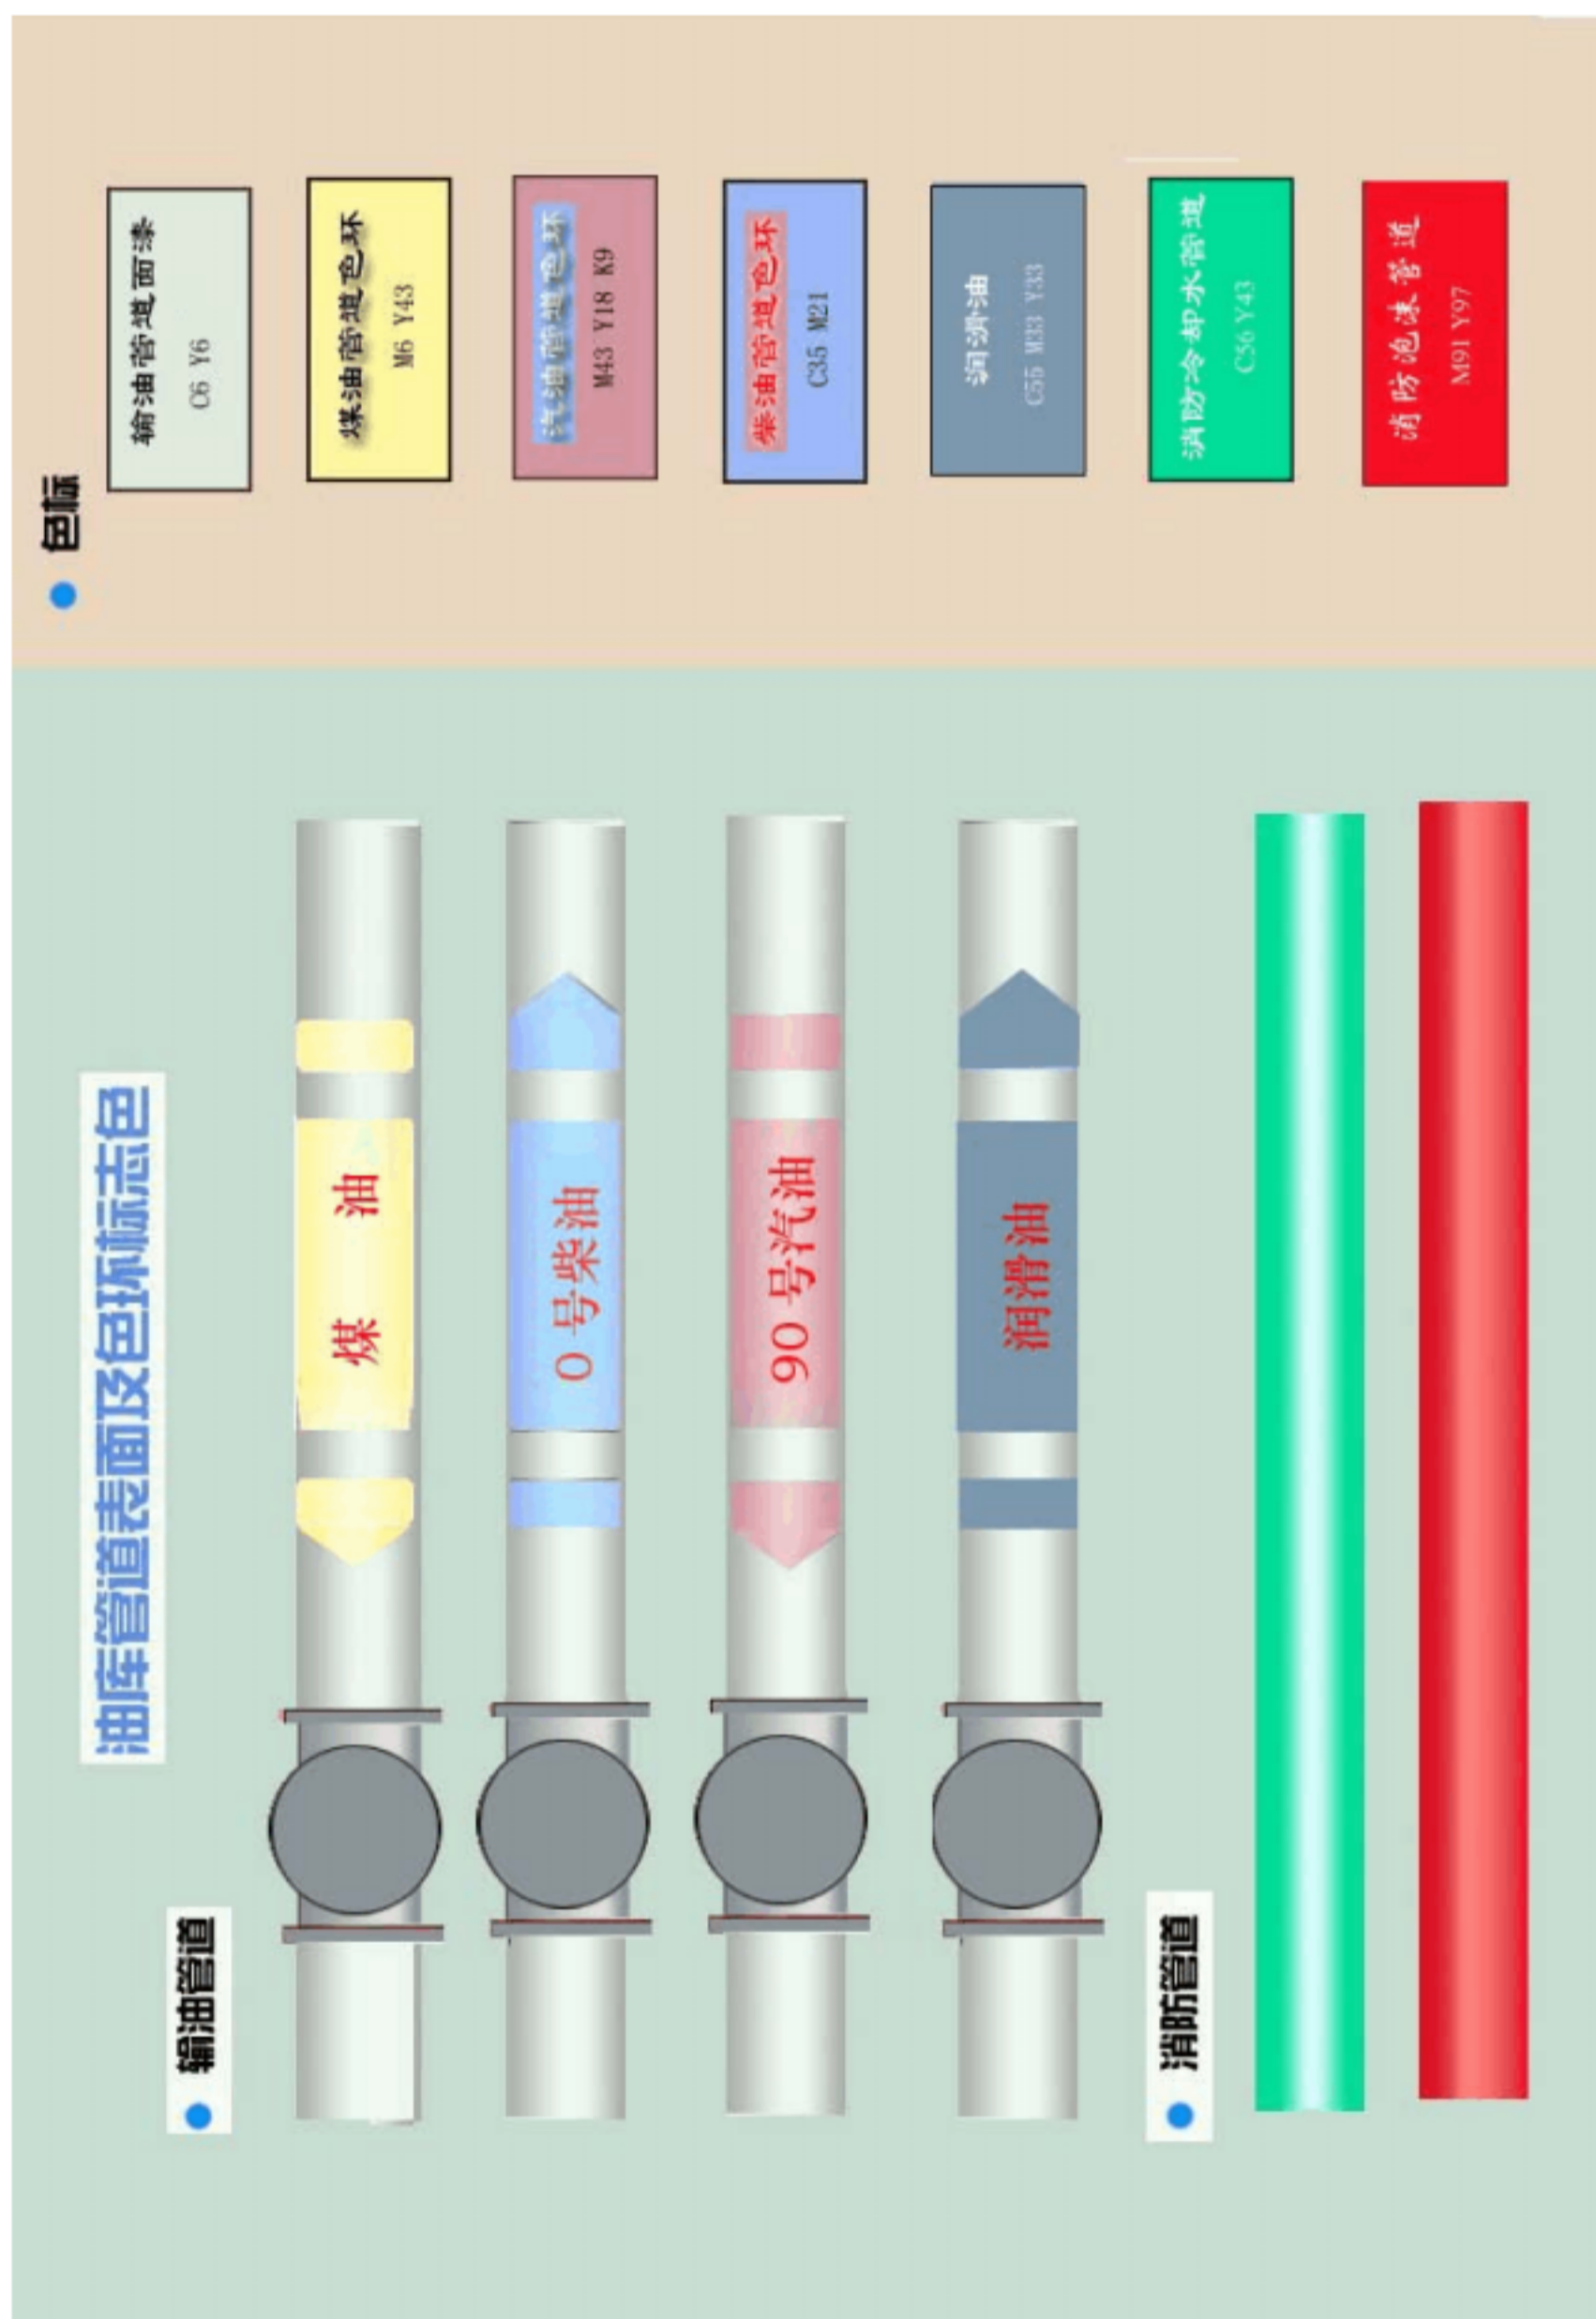 油库管道表面及色环标志色
输油管道
煤 油
0 号柴油
90 号汽油
润滑油
消防管道
色标
输油管道面漆
C6 Y6
煤油管道色环
M6 Y43
汽油管道色环
M43 Y18 K9
柴油管道色环
C35 M21
润滑油
C55 M33 Y33
消防冷却水管道
C56 Y43
消防泡沫管道
M91 Y97